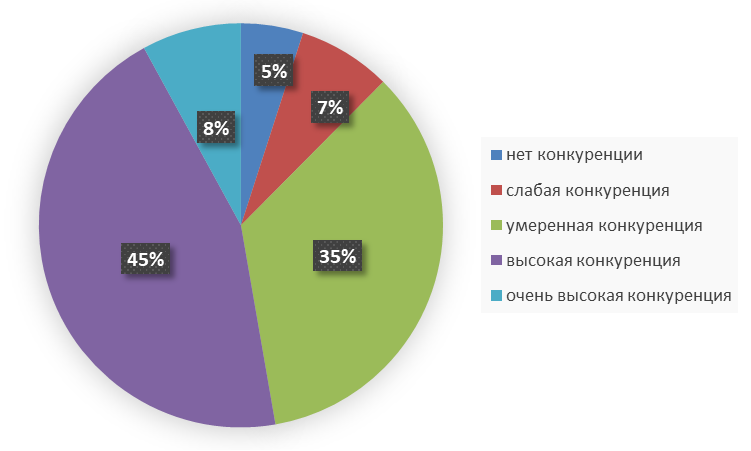 5%
7%
8%
35%
45%
нет конкуренции
слабая конкуренция
умеренная конкуренция
высокая конкуренция
очень высокая конкуренция